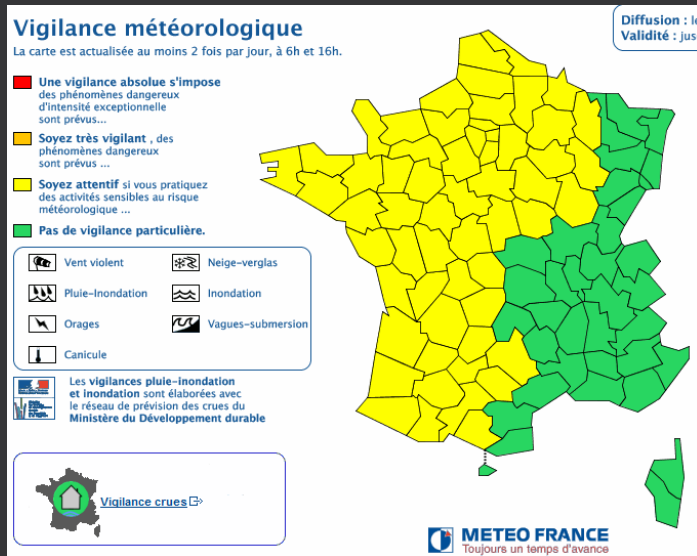 Vigilance météorologique
La carte est actualisée au moins 2 fois par jour, à 6h et 16h.
Diffusion : l
Validité : jus
Une vigilance absolue s'impose
des phénomènes dangereux
d'intensité exceptionnelle
sont prévus...
Soyez très vigilant , des
phénomènes dangereux
sont prévus ...
Soyez attentif si vous pratiquez
des activités sensibles au risque
météorologique ...
Pas de vigilance particulière.
Vent violent
Neige-verglas
Pluie-Inondation
Inondation
Orages
Vagues-submersion
Canicule
Les vigilances pluie-inondation
et inondation sont élaborées avec
le réseau de prévision des crues du
Ministère du Développement durable
Vigilance crues
METEO FRANCE
Toujours un temps d'avance